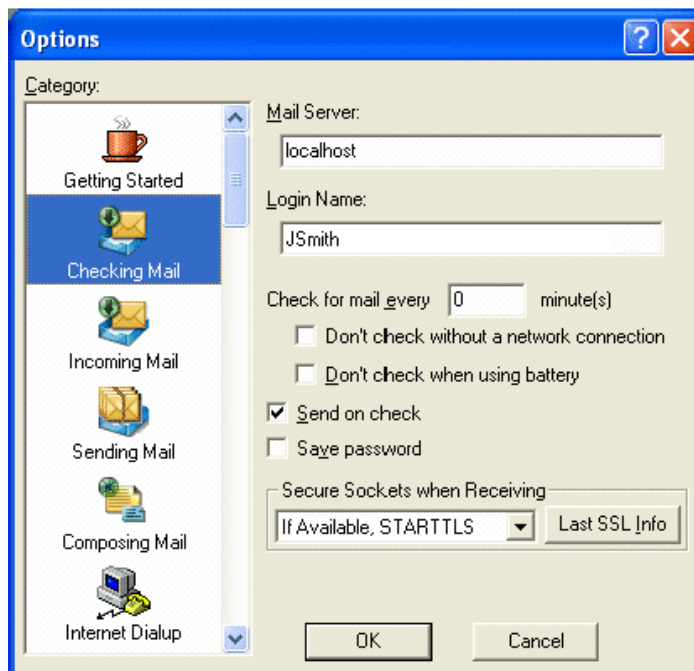 Options
Category:
Getting Started
Checking Mail
Incoming Mail
Sending Mail
Composing Mail
Internet Dialup
Mail Server:
localhost
Login Name:
JSmith
Check for mail every 0 minute(s)
Don't check without a network connection
Don't check when using battery
Send on check
Save password
Secure Sockets when Receiving
If Available, STARTTLS
Last SSL Info
OK
Cancel